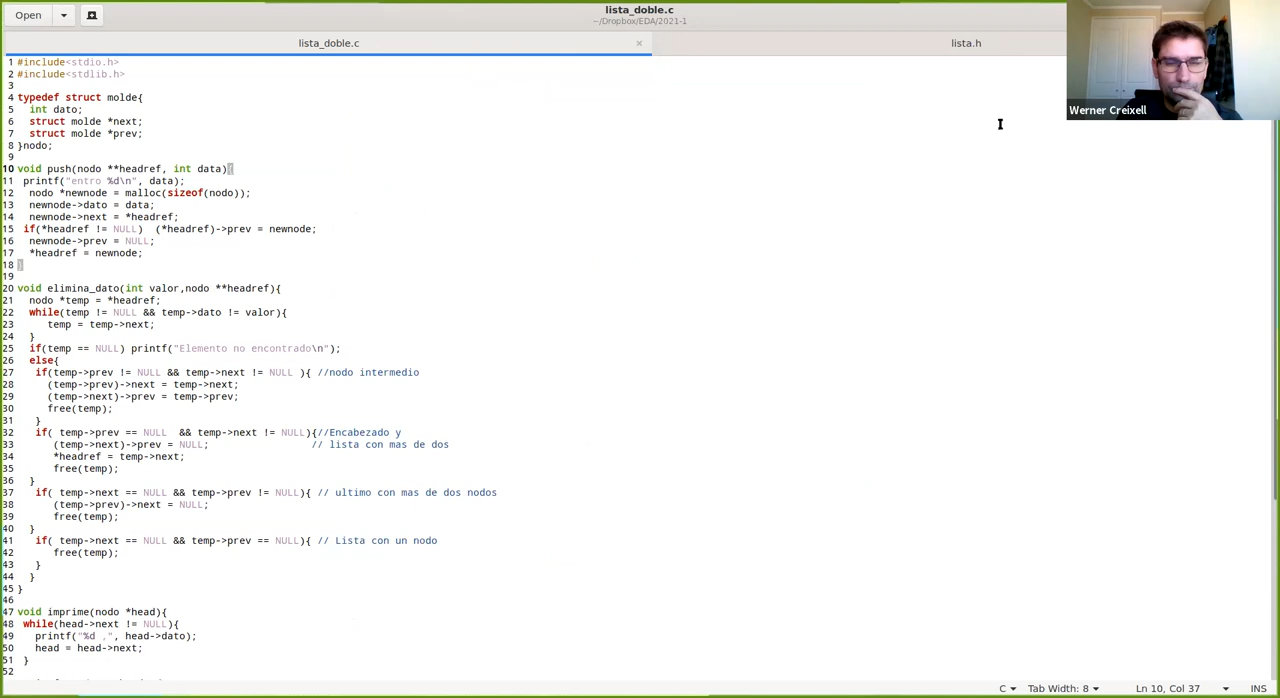 Open
lista_doble.c
~/Dropbox/EDA/2021-1
lista_doble.c
lista.h
Werner Creixell
1 #include<stdio.h>
2 #include<stdlib.h>
3
4 typedef struct molde{
5 int dato;
6 struct molde *next;
7 struct molde *prev;
8 }nodo;
9
10 void push(nodo **headref, int data){
11 printf("entro %d\n", data);
12 nodo *newnode = malloc(sizeof(nodo));
13 newnode->dato = data;
14 newnode->next = *headref;
15 if(*headref != NULL) (*headref)->prev = newnode;
16 newnode->prev = NULL;
17 *headref = newnode;
18 }
19
20 void elimina_dato(int valor,nodo **headref){
21 nodo *temp = *headref;
22 while(temp != NULL && temp->dato != valor){
23 temp = temp->next;
24 }
25 if(temp == NULL) printf("Elemento no encontrado\n");
26 else{
27 if(temp->prev != NULL && temp->next != NULL ){ //nodo intermedio
28 (temp->prev)->next = temp->next;
29 (temp->next)->prev = temp->prev;
30 free(temp);
31 }
32 if( temp->prev == NULL && temp->next != NULL){//Encabezado y
33 (temp->next)->prev = NULL; // lista con mas de dos
34 *headref = temp->next;
35 free(temp);
36 }
37 if( temp->next == NULL && temp->prev != NULL){ // ultimo con mas de dos nodos
38 (temp->prev)->next = NULL;
39 free(temp);
40 }
41 if( temp->next == NULL && temp->prev == NULL){ // Lista con un nodo
42 free(temp);
43 }
44 }
45 }
46
47 void imprime(nodo *head){
48 while(head->next != NULL){
49 printf("%d ,", head->dato);
50 head = head->next;
51 }
52
C
Tab Width: 8
Ln 10, Col 37
INS